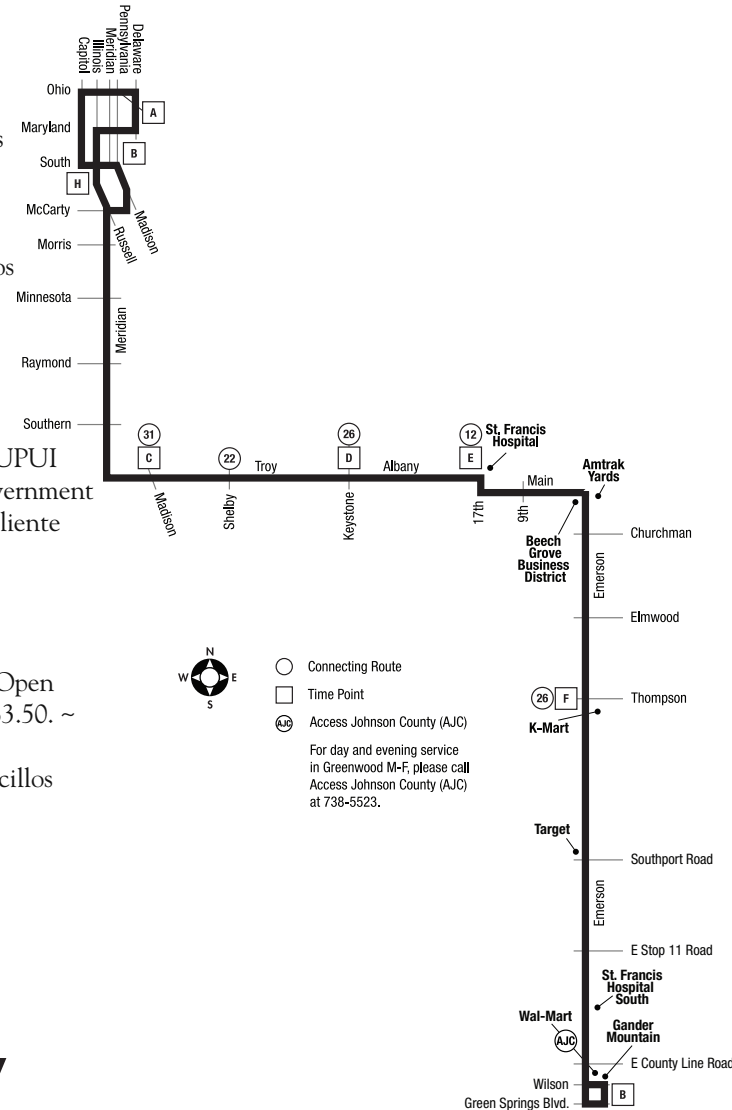 Delaware
Pennsylvania
Meridian
Illinois
Capitol
Ohio
A
Maryland
s
B
South
H
McCarty
Madison
Russell
Morris
os
Minnesota
Meridian
Raymond
Southern
31
26
12
St. Francis
Hospital
C
22
D
E
UPUI
Troy
Albany
Main
Amtrak
Yards
vernment
Madison
Shelby
Keystone
17th
9th
liente
Beech
Grove
Business
District
Churchman
Emerson
Elmwood
N
W
E
S
Connecting Route
Time Point
AJC
Access Johnson County (AJC)
For day and evening service
in Greenwood M-F, please call
Access Johnson County (AJC)
at 738-5523.
Open
63.50. ~
cillos
26
F
Thompson
K-Mart
Target
Southport Road
Emerson
E Stop 11 Road
St. Francis
Hospital
South
Wal-Mart
Gander
Mountain
AJC
E County Line Road
Wilson
B
Green Springs Blvd.